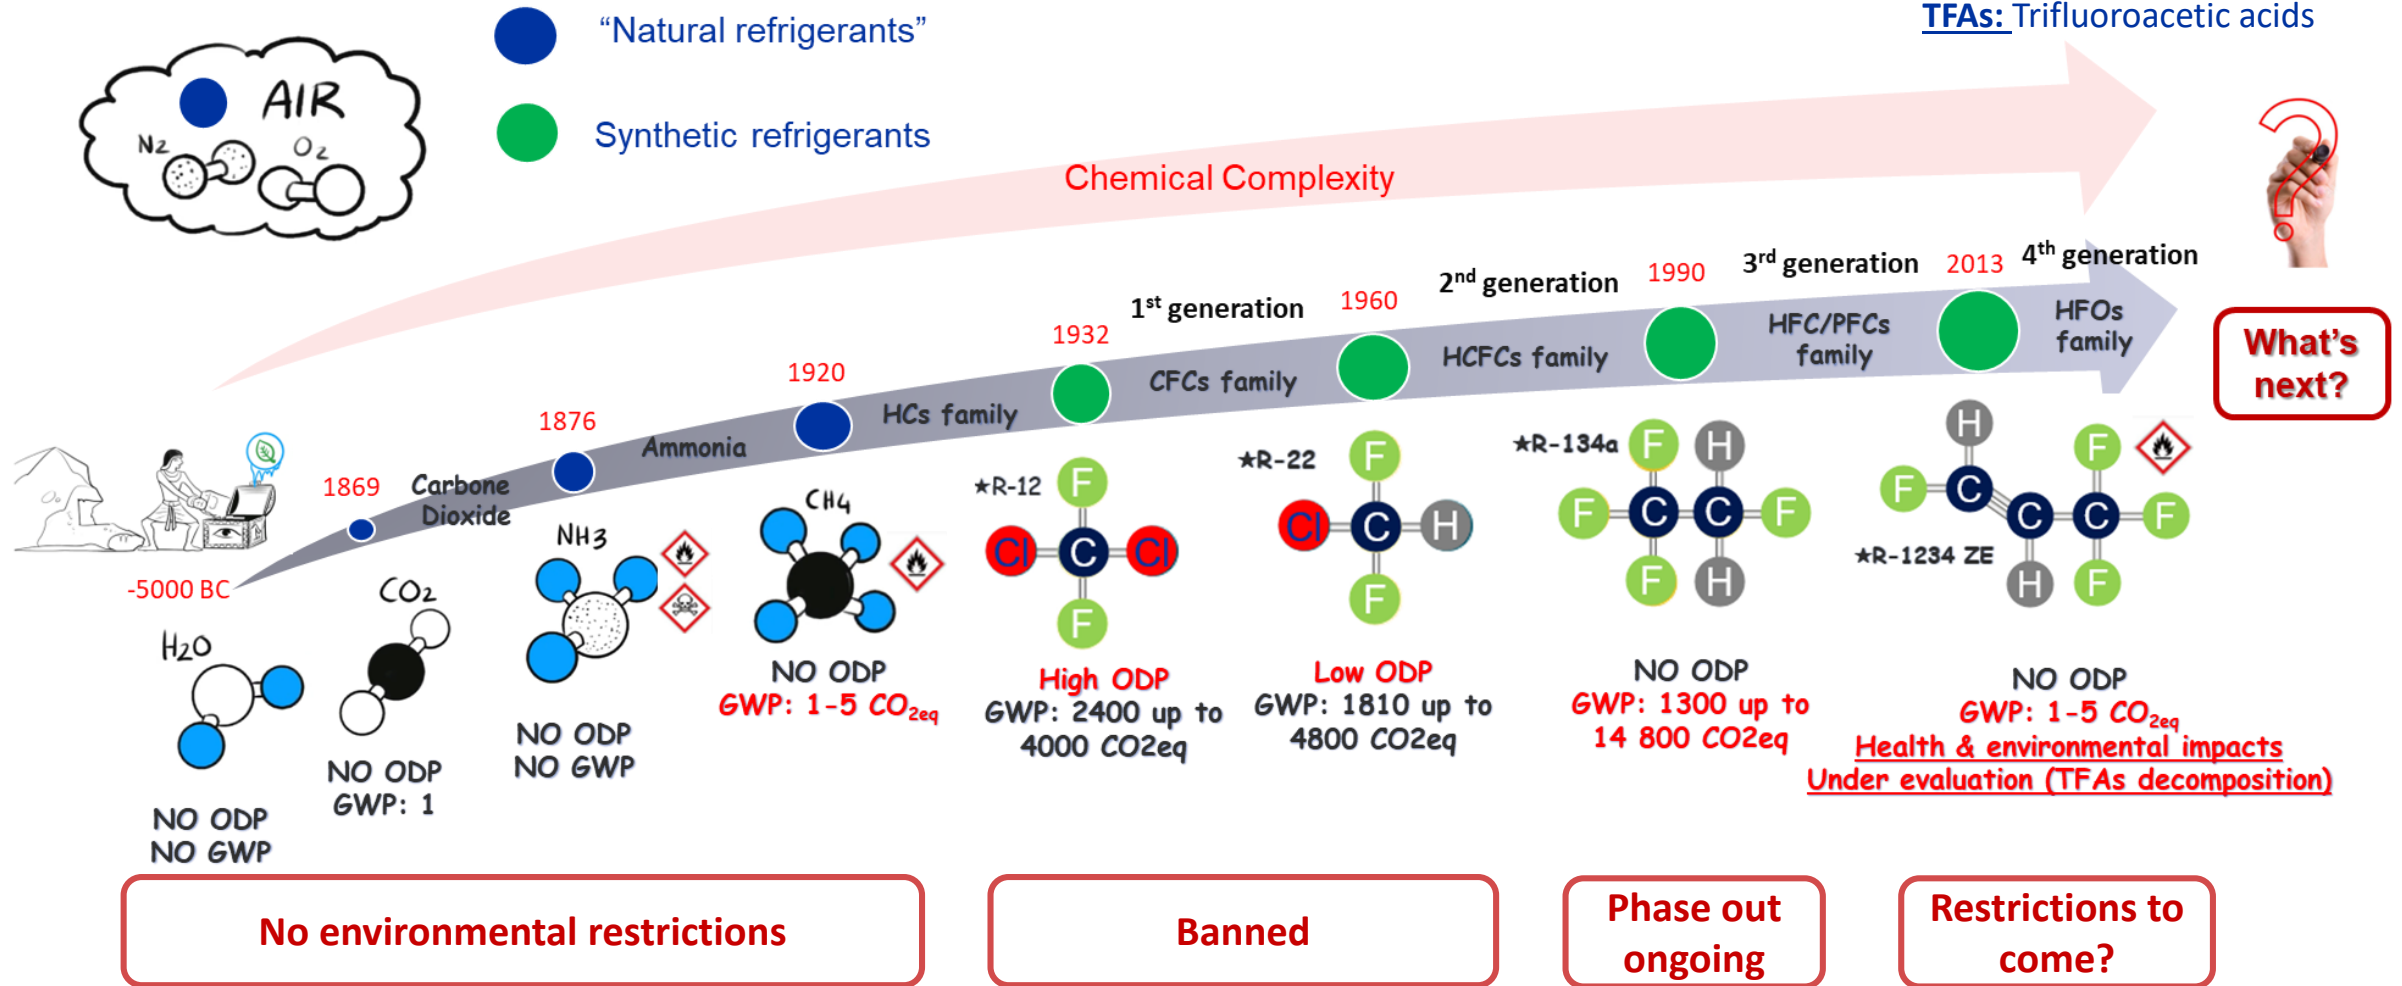 “Natural refrigerants”
Synthetic refrigerants
TFAs: Trifluoroacetic acids
AIR
N2
O2
Chemical Complexity
-5000 BC
1869
Carbone
Dioxide
1876
Ammonia
1920
HCs family
1932
1st generation
CFCs family
1960
2nd generation
HCFCs family
1990
3rd generation
HFC/PFCs
family
2013
4th generation
HFOs
family
What’s
next?
H2O
NO ODP
NO GWP
CO2
NO ODP
GWP: 1
NH3
NO ODP
NO GWP
CH4
NO ODP
GWP: 1-5 CO2eq
★R-12
F
Cl C Cl
F
High ODP
GWP: 2400 up to
4000 CO2eq
★R-22
F
Cl C H
F
Low ODP
GWP: 1810 up to
4800 CO2eq
★R-134a
F H
F C C F
F H
NO ODP
GWP: 1300 up to
14 800 CO2eq
H
F
F C
C C F
★R-1234 ZE
H F
NO ODP
GWP: 1-5 CO2eq
Health & environmental impacts
Under evaluation (TFAs decomposition)
No environmental restrictions
Banned
Phase out
ongoing
Restrictions to
come?